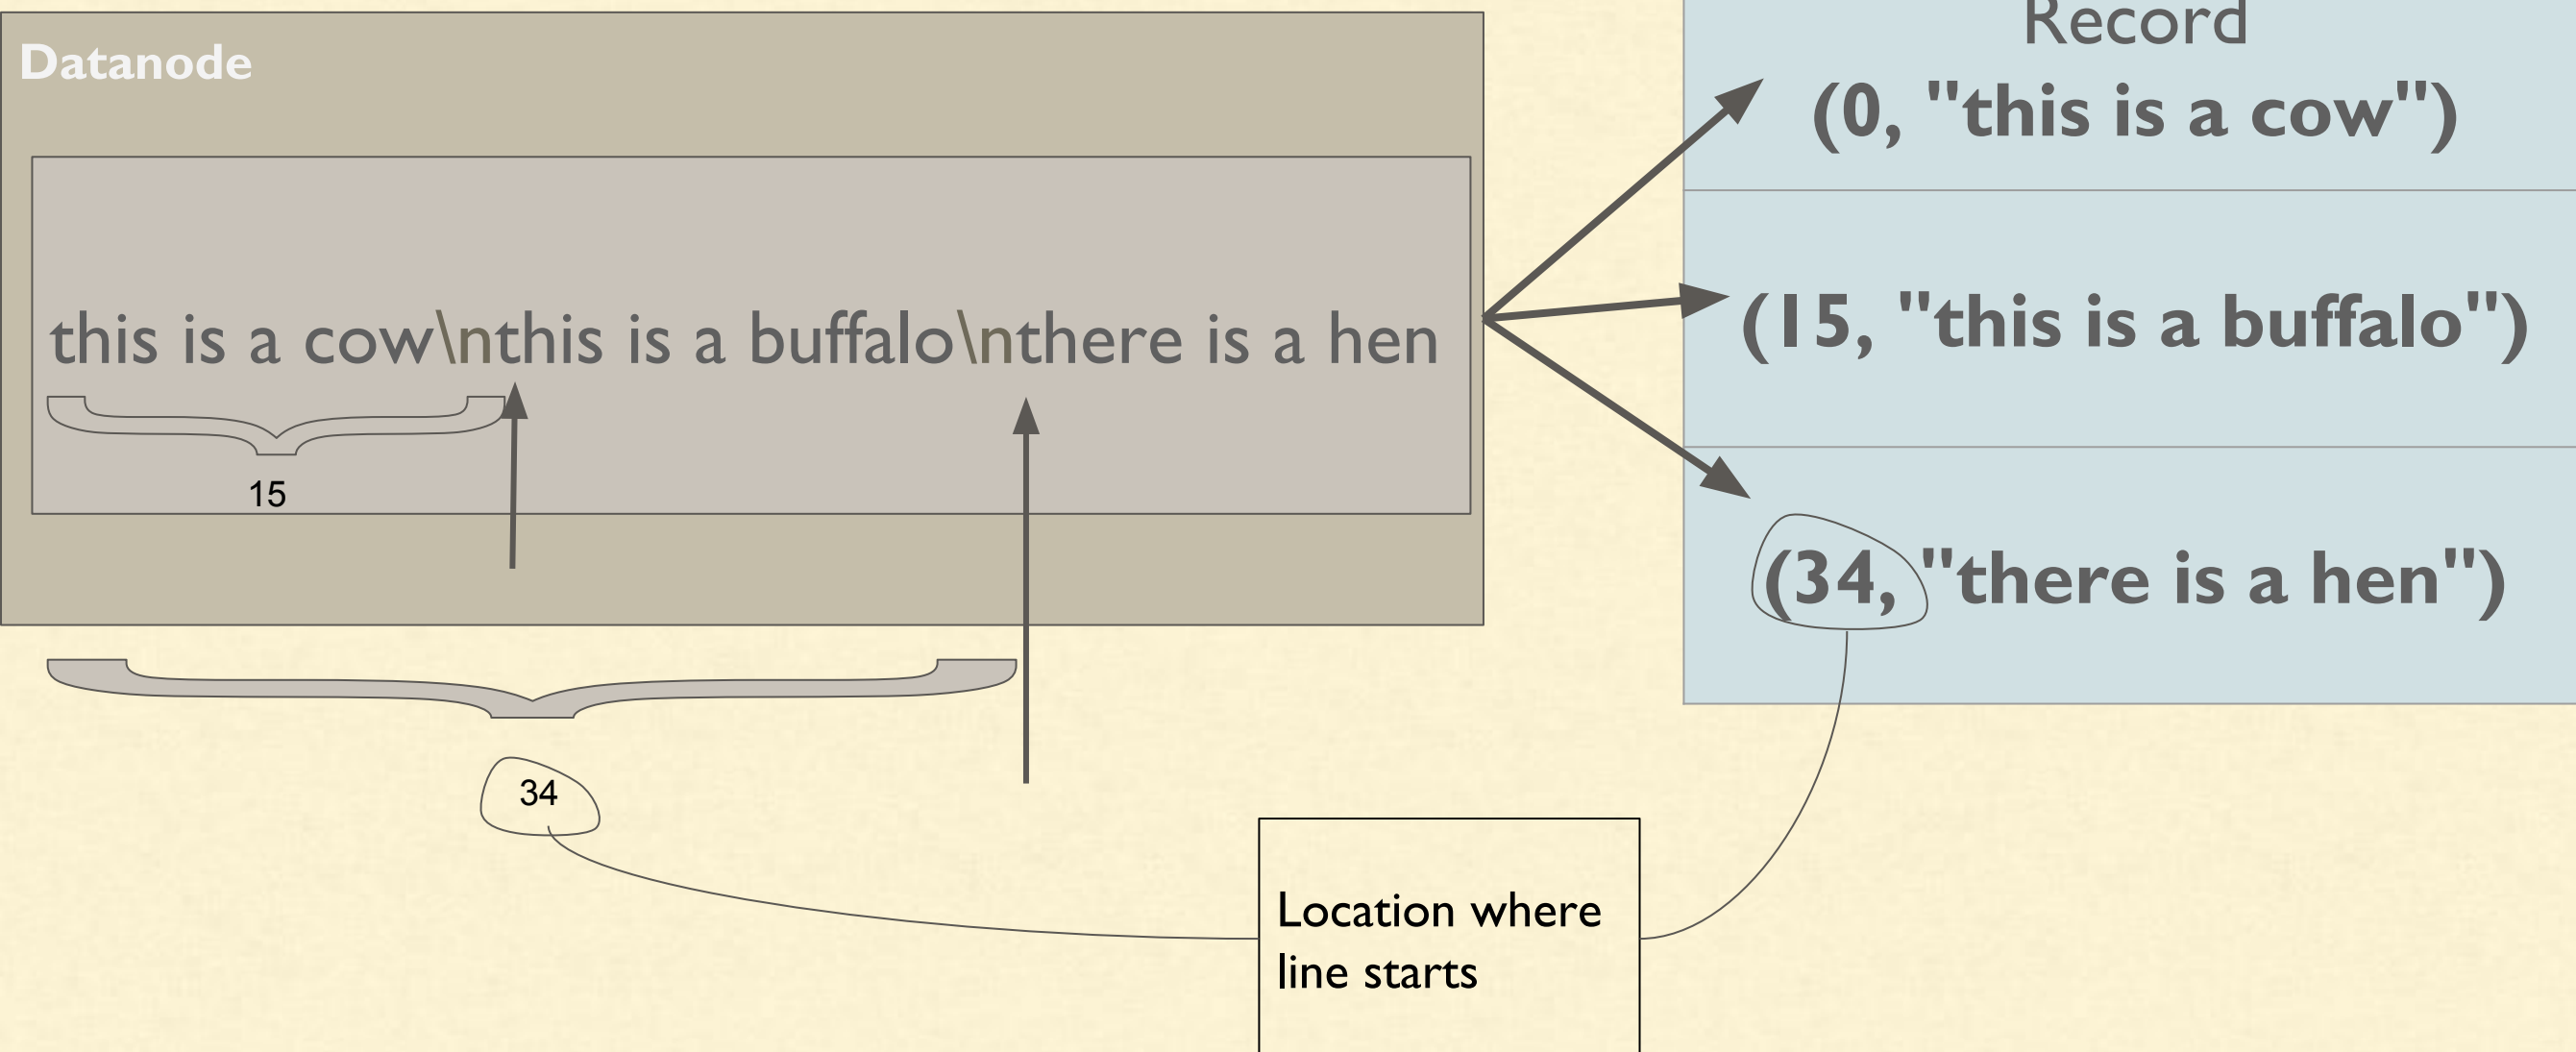 Datanode
this is a cow\nthis is a buffalo\nthere is a hen
15
34
Record
(0, "this is a cow")
(15, "this is a buffalo")
(34, "there is a hen")
Location where
line starts